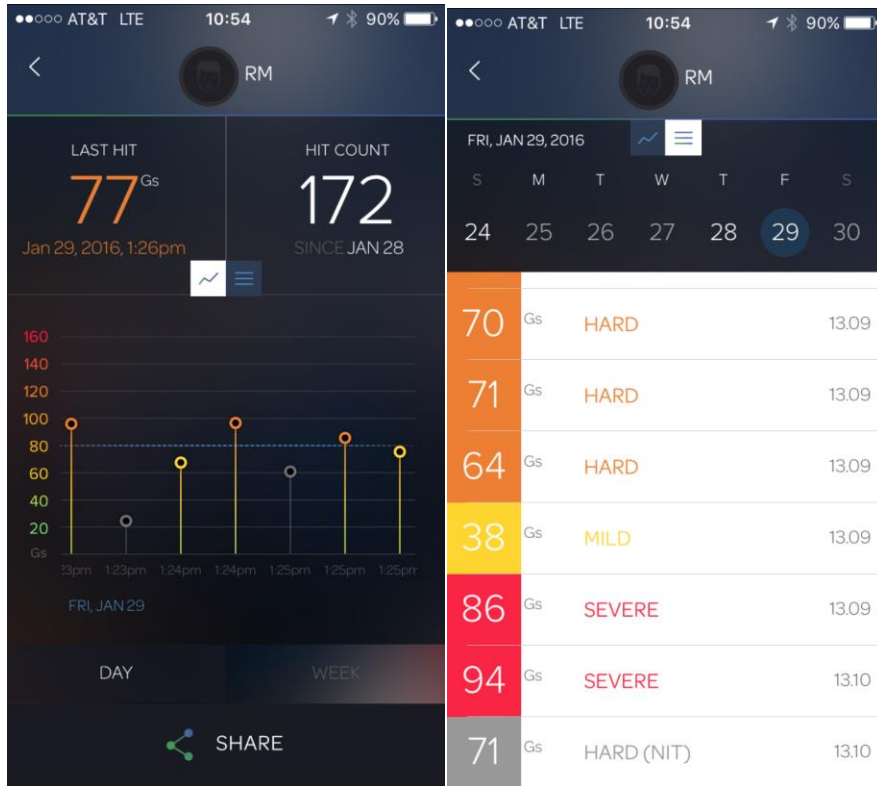 AT&T LTE 10:54 90%
RM
LAST HIT
77 Gs
Jan 29, 2016, 1:26pm
HIT COUNT
172
SINCE JAN 28
160
140
120
100
80
60
40
20
Gs
23pm 1:23pm 1:24pm 1:24pm 1:25pm 1:25pm 1:25pm
FRI, JAN 29
DAY WEEK
SHARE
AT&T LTE 10:54 90%
RM
FRI, JAN 29, 2016
S M T W T F S
24 25 26 27 28 29 30
70 Gs HARD 13.09
71 Gs HARD 13.09
64 Gs HARD 13.09
38 Gs MILD 13.09
86 Gs SEVERE 13.09
94 Gs SEVERE 13.10
71 Gs HARD (NIT) 13.10